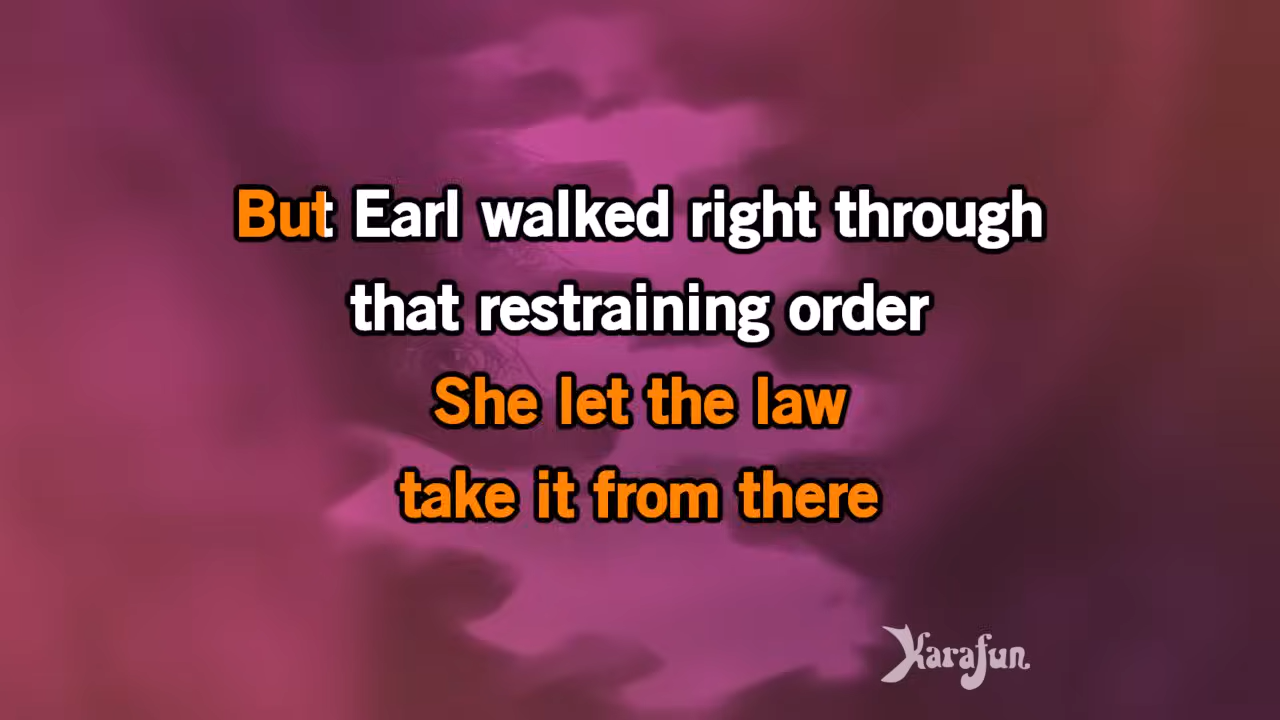 But Earl walked right through
that restraining order
She let the law
take it from there
Karafun